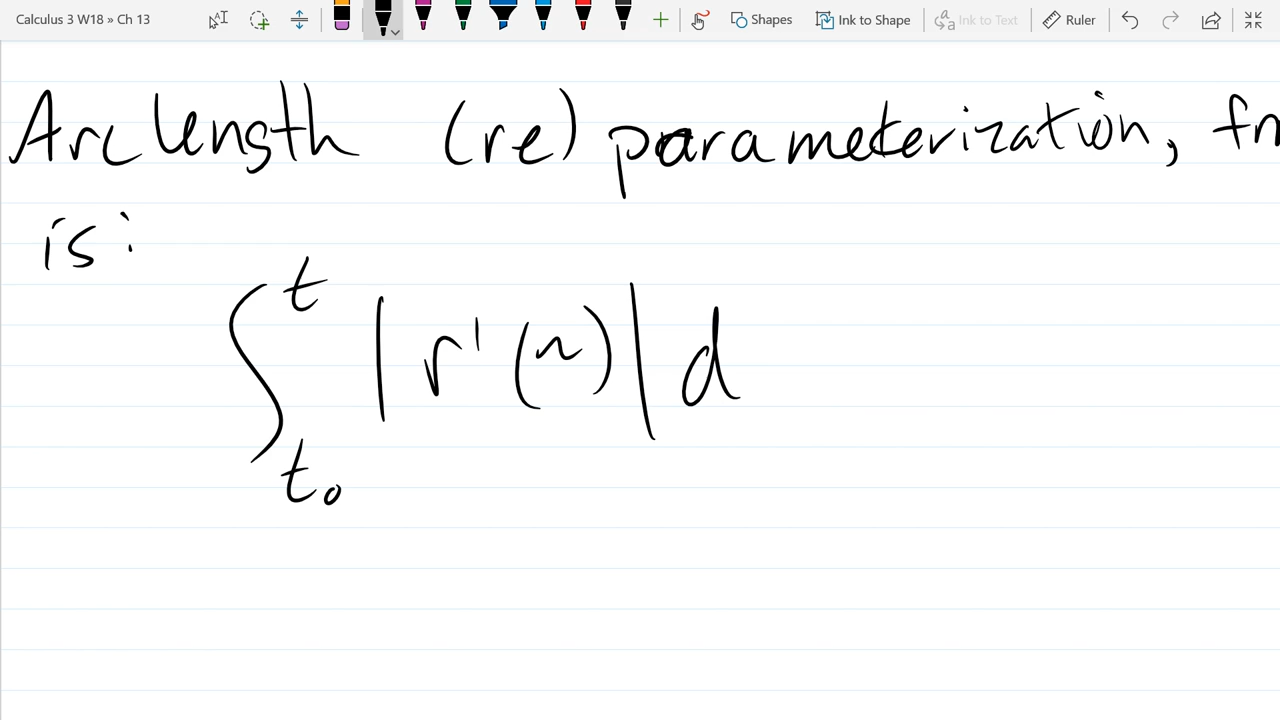 Calculus 3 W18 » Ch 13
Shapes
Ink to Shape
Ink to Text
Ruler
Arc length (re) parameterization,
is:
∫ t t₀ | r' (~) | d